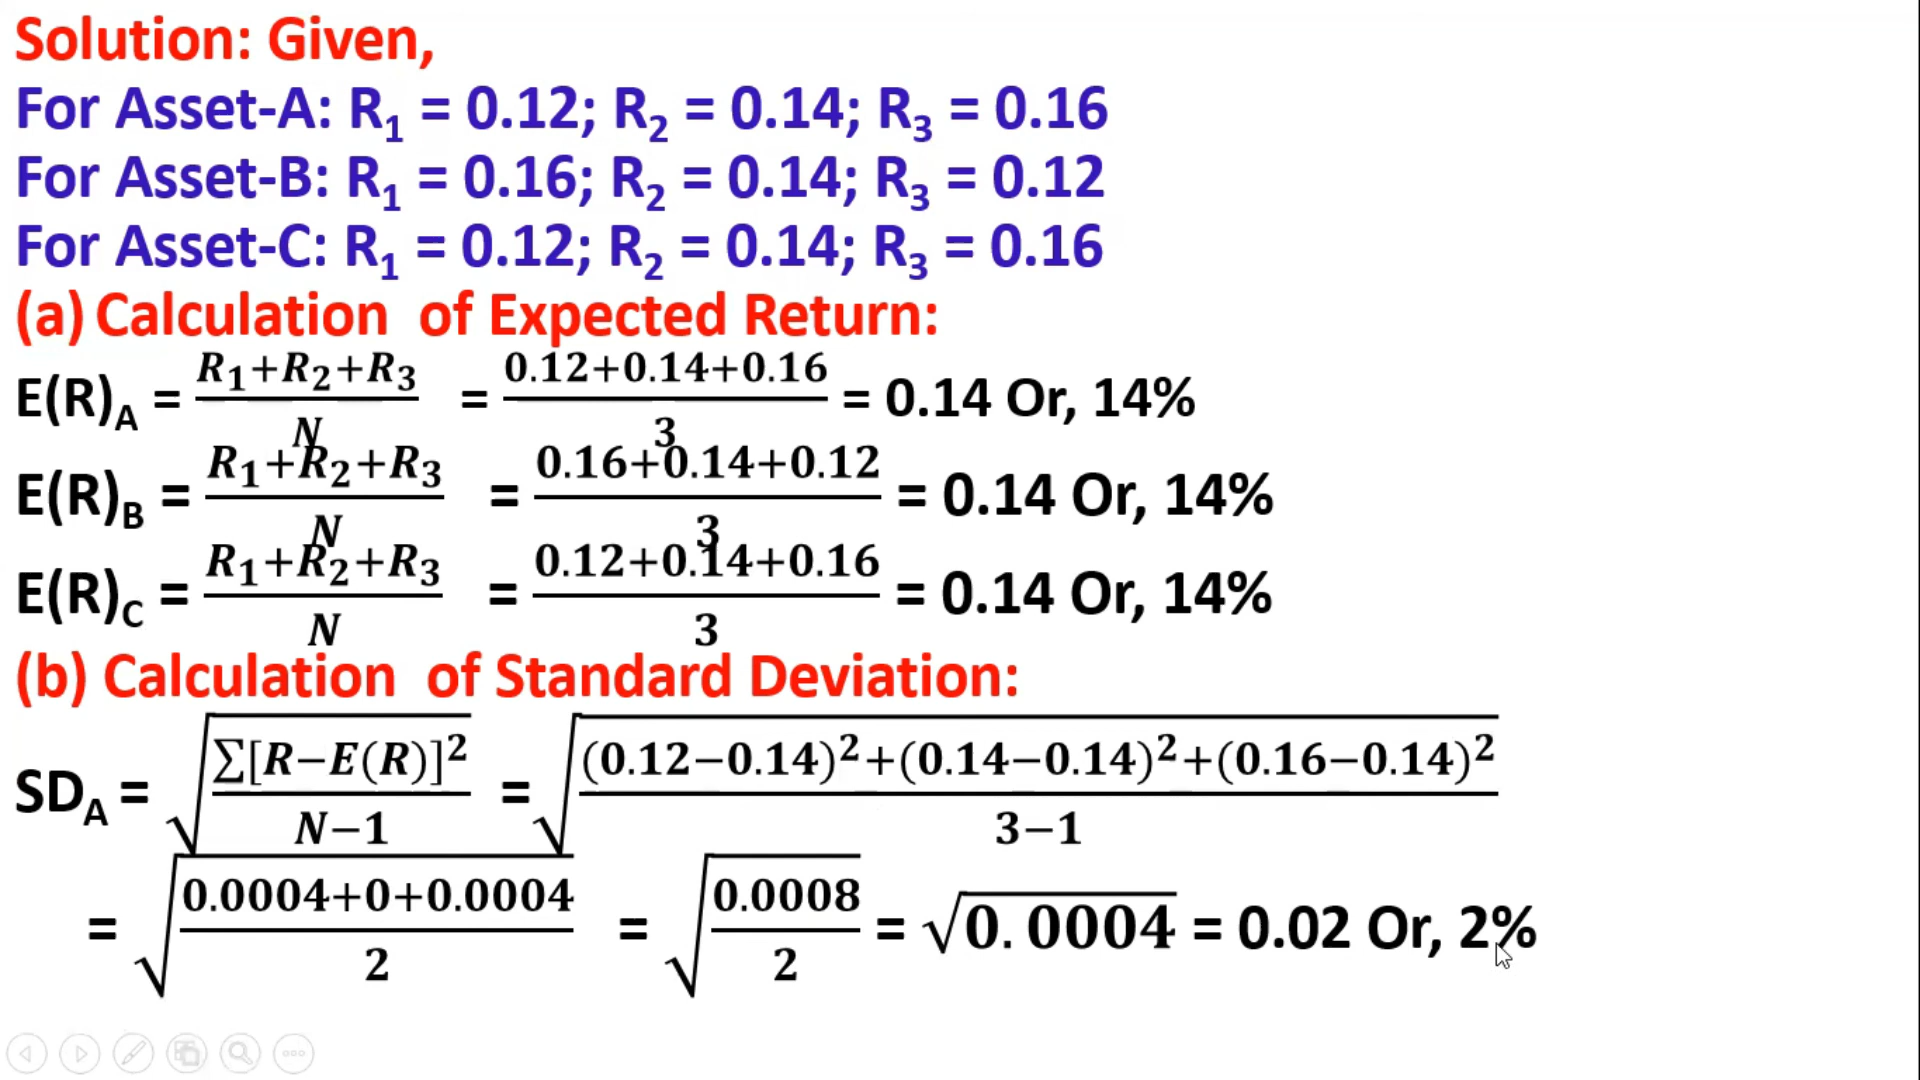 Solution: Given,
For Asset-A: R₁ = 0.12; R₂ = 0.14; R₃ = 0.16
For Asset-B: R₁ = 0.16; R₂ = 0.14; R₃ = 0.12
For Asset-C: R₁ = 0.12; R₂ = 0.14; R₃ = 0.16
(a) Calculation of Expected Return:
E(R)_A = (R₁+R₂+R₃)/N = (0.12+0.14+0.16)/3 = 0.14 Or, 14%
E(R)_B = (R₁+R₂+R₃)/N = (0.16+0.14+0.12)/3 = 0.14 Or, 14%
E(R)_C = (R₁+R₂+R₃)/N = (0.12+0.14+0.16)/3 = 0.14 Or, 14%
(b) Calculation of Standard Deviation:
SD_A = √(∑[R−E(R)]²/(N−1)) = √(((0.12−0.14)²+(0.14−0.14)²+(0.16−0.14)²)/(3−1))
= √((0.0004+0+0.0004)/2) = √(0.0008/2) = √0.0004 = 0.02 Or, 2%